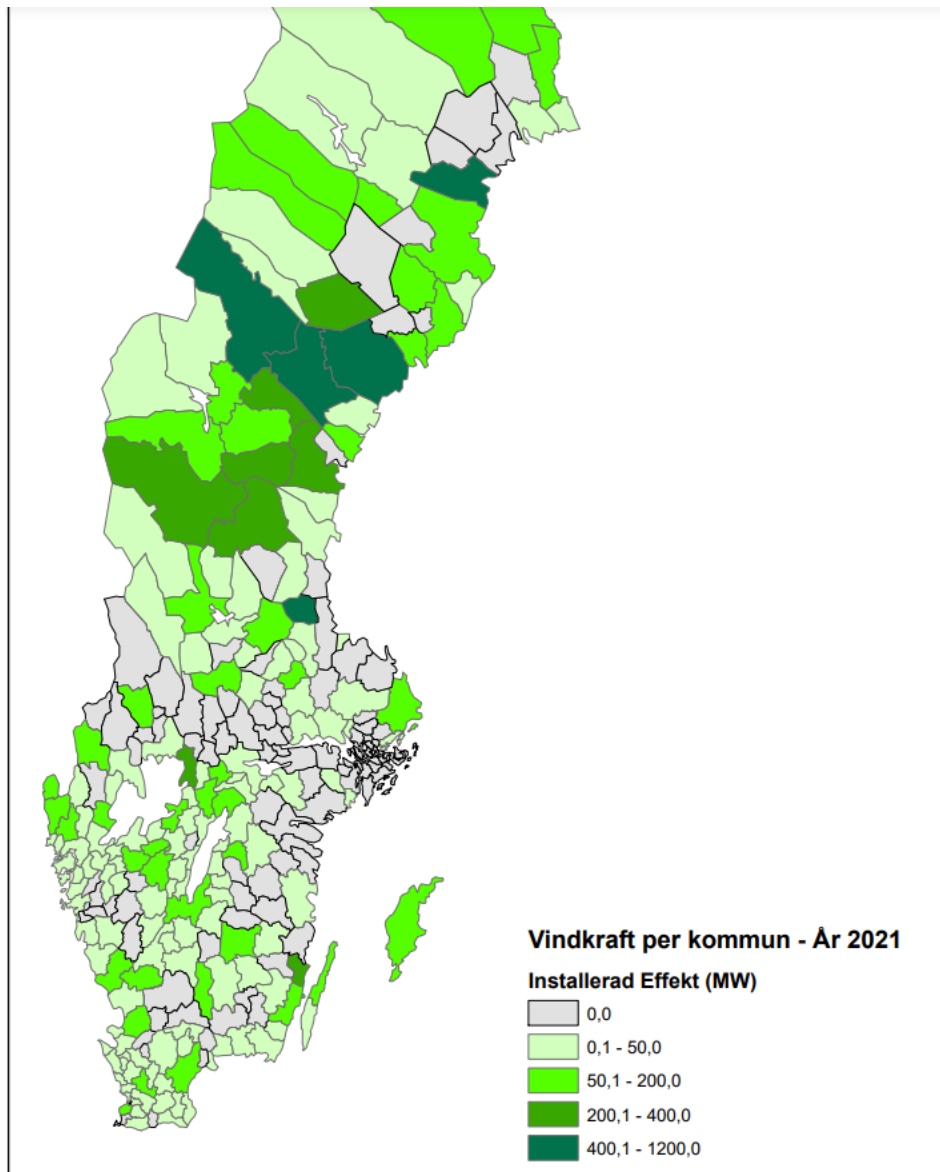 Vindkraft per kommun - År 2021
Installerad Effekt (MW)
0,0
0,1 - 50,0
50,1 - 200,0
200,1 - 400,0
400,1 - 1200,0